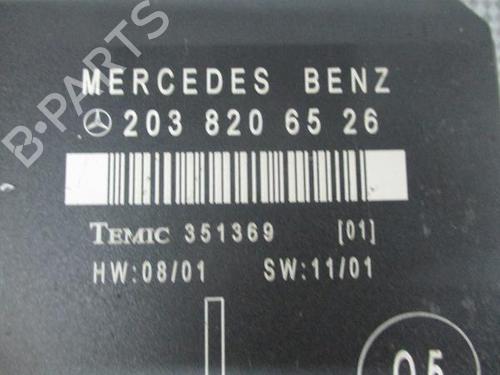 B-PARTS
MERCEDES BENZ
203 820 65 26
TEMIC 351369 [01]
HW:08/01 SW:11/01
05